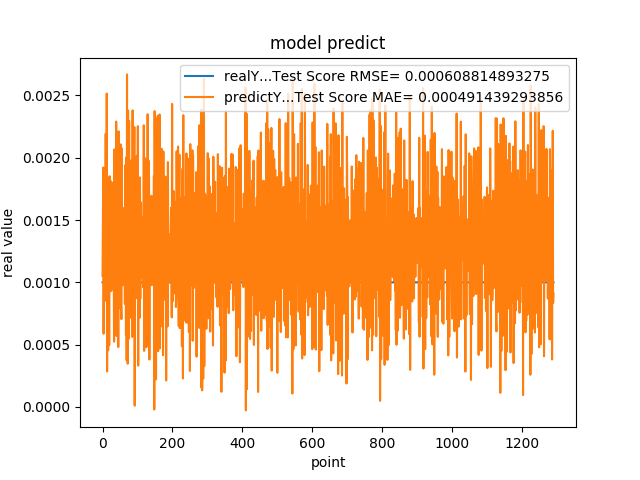 model predict
realY...Test Score RMSE= 0.000608814893275
predictY...Test Score MAE= 0.000491439293856
0.0025
0.0020
0.0015
0.0010
0.0005
0.0000
real value
0 200 400 600 800 1000 1200
point